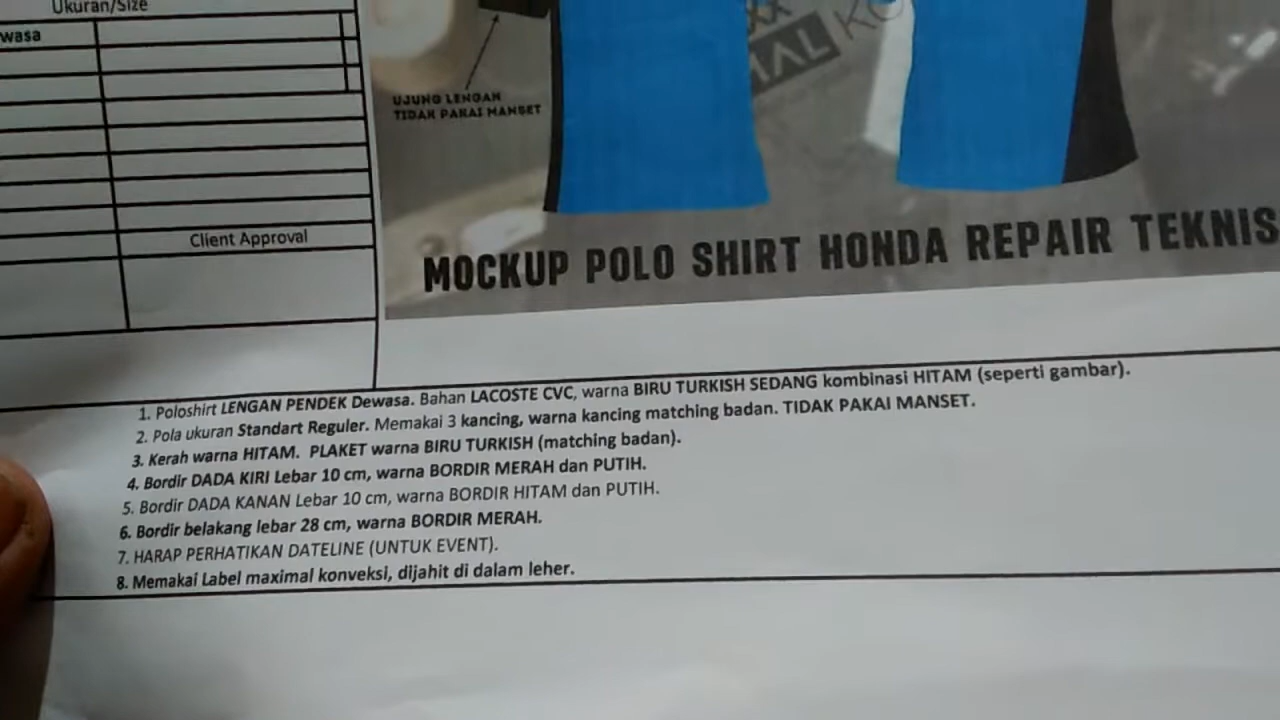 Ukuran/Size
wasa
UJUNG LENGAN
TIDAK PAKAI MANSET
Client Approval
MOCKUP POLO SHIRT HONDA REPAIR TEKNIS
1. Poloshirt LENGAN PENDEK Dewasa. Bahan LACOSTE CVC, warna BIRU TURKISH SEDANG kombinasi HITAM (seperti gambar).
2. Pola ukuran Standart Reguler. Memakai 3 kancing, warna kancing matching badan. TIDAK PAKAI MANSET.
3. Kerah warna HITAM. PLAKET warna BIRU TURKISH (matching badan).
4. Bordir DADA KIRI Lebar 10 cm, warna BORDIR MERAH dan PUTIH.
5. Bordir DADA KANAN Lebar 10 cm, warna BORDIR HITAM dan PUTIH.
6. Bordir belakang lebar 28 cm, warna BORDIR MERAH.
7. HARAP PERHATIKAN DATELINE (UNTUK EVENT).
8. Memakai Label maximal konveksi, dijahit di dalam leher.